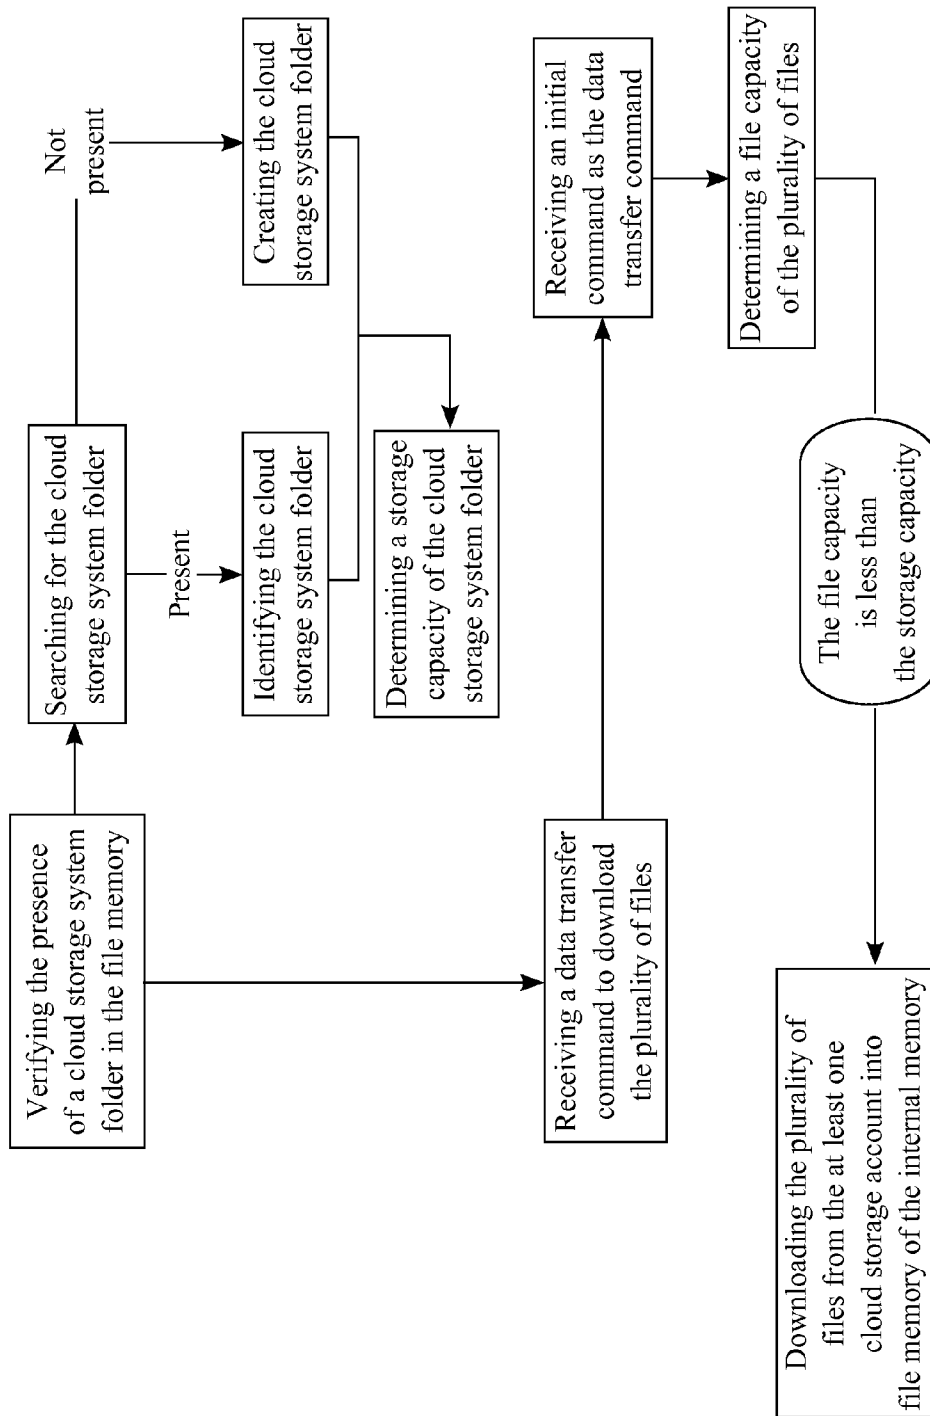 Verifying the presence
of a cloud storage system
folder in the file memory
Searching for the cloud
storage system folder
Not
present
Present
Identifying the cloud
storage system folder
Creating the cloud
storage system folder
Determining a storage
capacity of the cloud
storage system folder
Receiving a data transfer
command to download
the plurality of files
Receiving an initial
command as the data
transfer command
Determining a file capacity
of the plurality of files
The file capacity
is less than
the storage capacity
Downloading the plurality of
files from the at least one
cloud storage account into
file memory of the internal memory